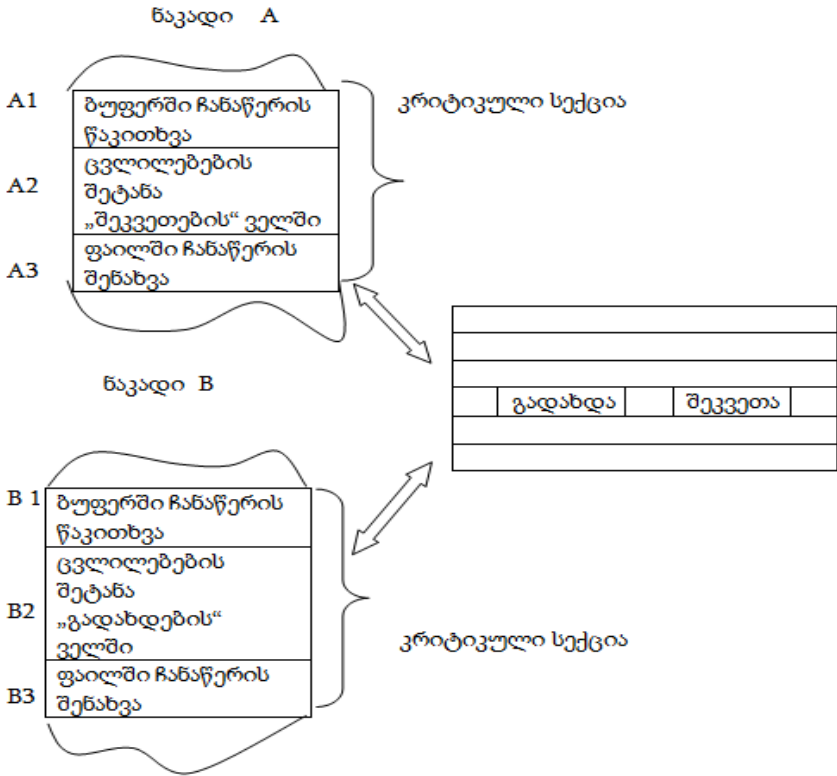 ნაკადი A
A1
ბუფერში ჩანაწერის
წაკითხვა
კრიტიკული სექცია
A2
ცვლილებების
შეტანა
„შეკვეთების“ ველში
A3
ფაილში ჩანაწერის
შენახვა
ნაკადი B
გადახდა შეკვეთა
B 1
ბუფერში ჩანაწერის
წაკითხვა
B2
ცვლილებების
შეტანა
„გადახდების“
ველში
კრიტიკული სექცია
B3
ფაილში ჩანაწერის
შენახვა